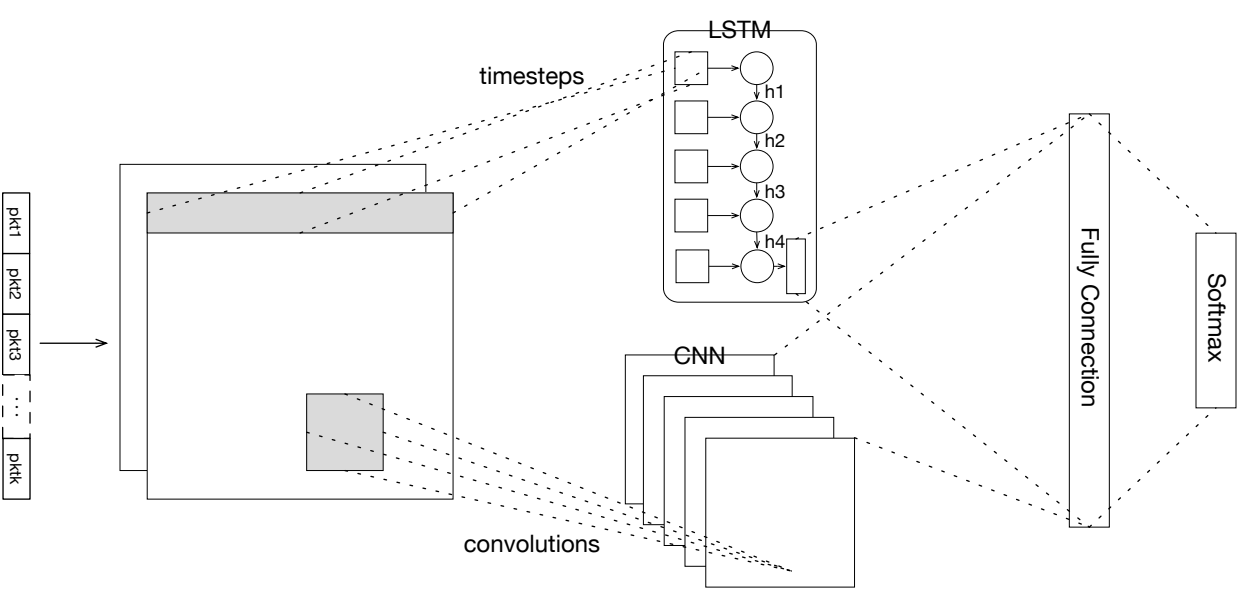 pkt1
pkt2
pkt3
...
pktk
timesteps
LSTM
h1
h2
h3
h4
CNN
convolutions
Fully Connection
Softmax